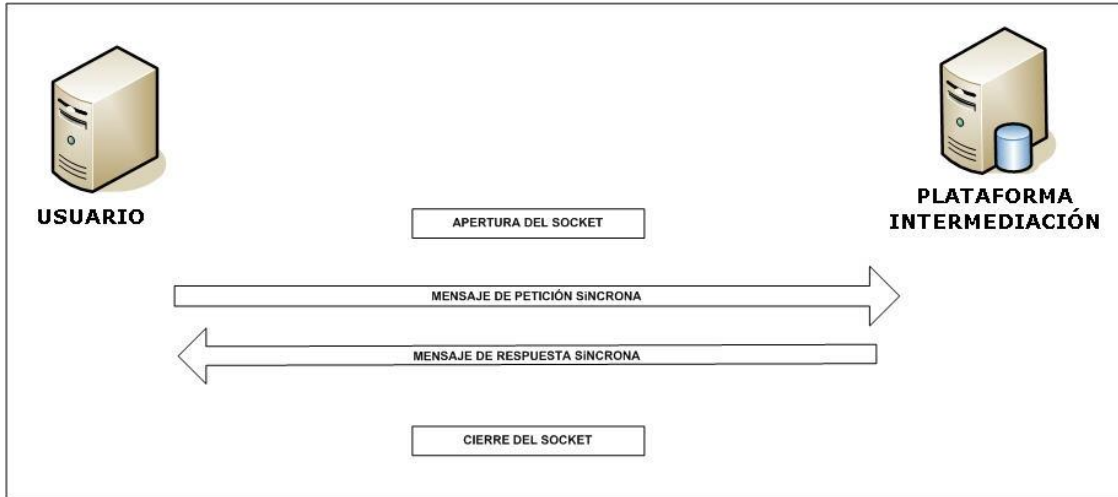 USUARIO
PLATAFORMA
INTERMEDIACIÓN
APERTURA DEL SOCKET
MENSAJE DE PETICIÓN SíNCRONA
MENSAJE DE RESPUESTA SíNCRONA
CIERRE DEL SOCKET